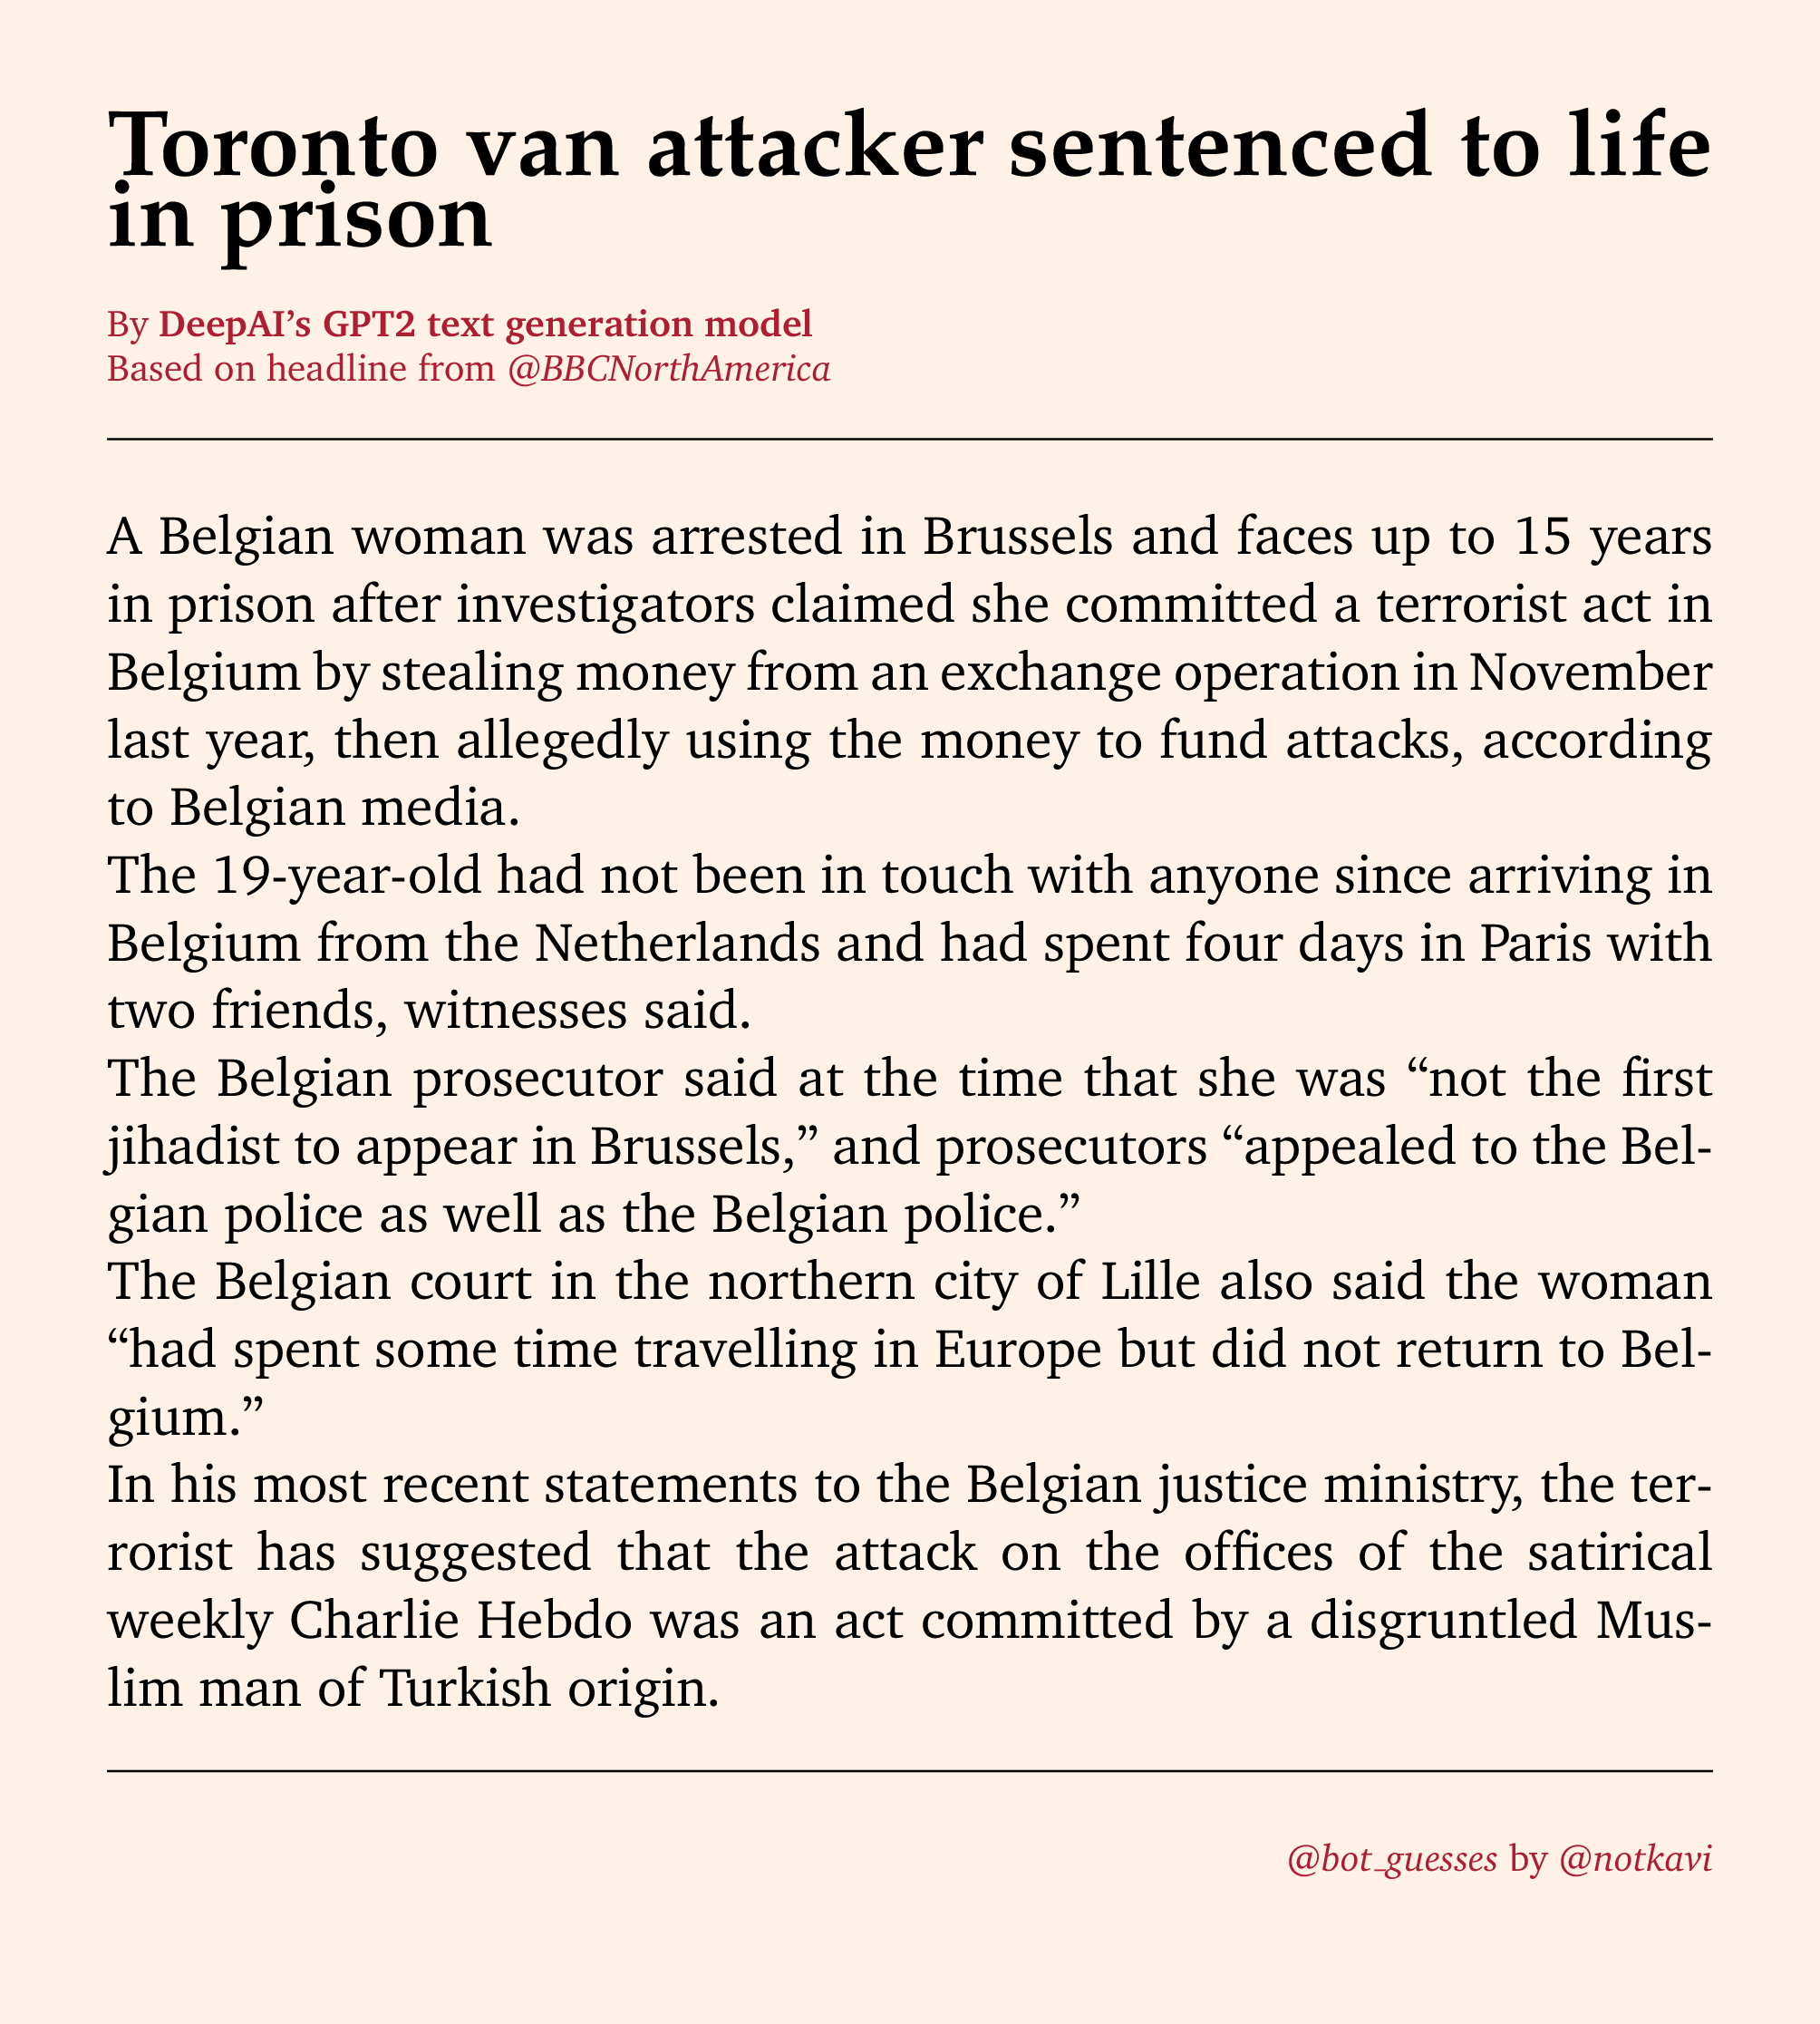 Toronto van attacker sentenced to life
in prison
By DeepAI’s GPT2 text generation model
Based on headline from @BBCNorthAmerica
A Belgian woman was arrested in Brussels and faces up to 15 years
in prison after investigators claimed she committed a terrorist act in
Belgium by stealing money from an exchange operation in November
last year, then allegedly using the money to fund attacks, according
to Belgian media.
The 19-year-old had not been in touch with anyone since arriving in
Belgium from the Netherlands and had spent four days in Paris with
two friends, witnesses said.
The Belgian prosecutor said at the time that she was “not the first
jihadist to appear in Brussels,” and prosecutors “appealed to the Bel-
gian police as well as the Belgian police.”
The Belgian court in the northern city of Lille also said the woman
“had spent some time travelling in Europe but did not return to Bel-
gium.”
In his most recent statements to the Belgian justice ministry, the ter-
rorist has suggested that the attack on the offices of the satirical
weekly Charlie Hebdo was an act committed by a disgruntled Mus-
lim man of Turkish origin.
@bot_guesses by @notkavi